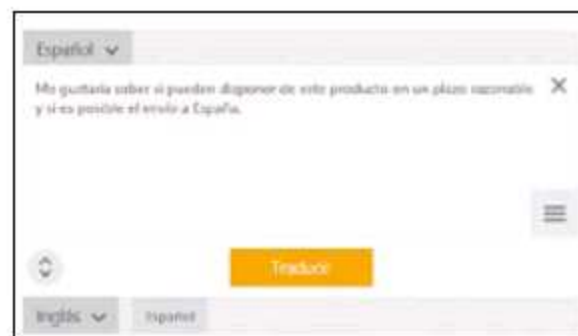 Español
Me gustaría saber si pueden disponer de este producto en un plazo razonable
y si es posible el envío a España.
Traducir
Inglés Español